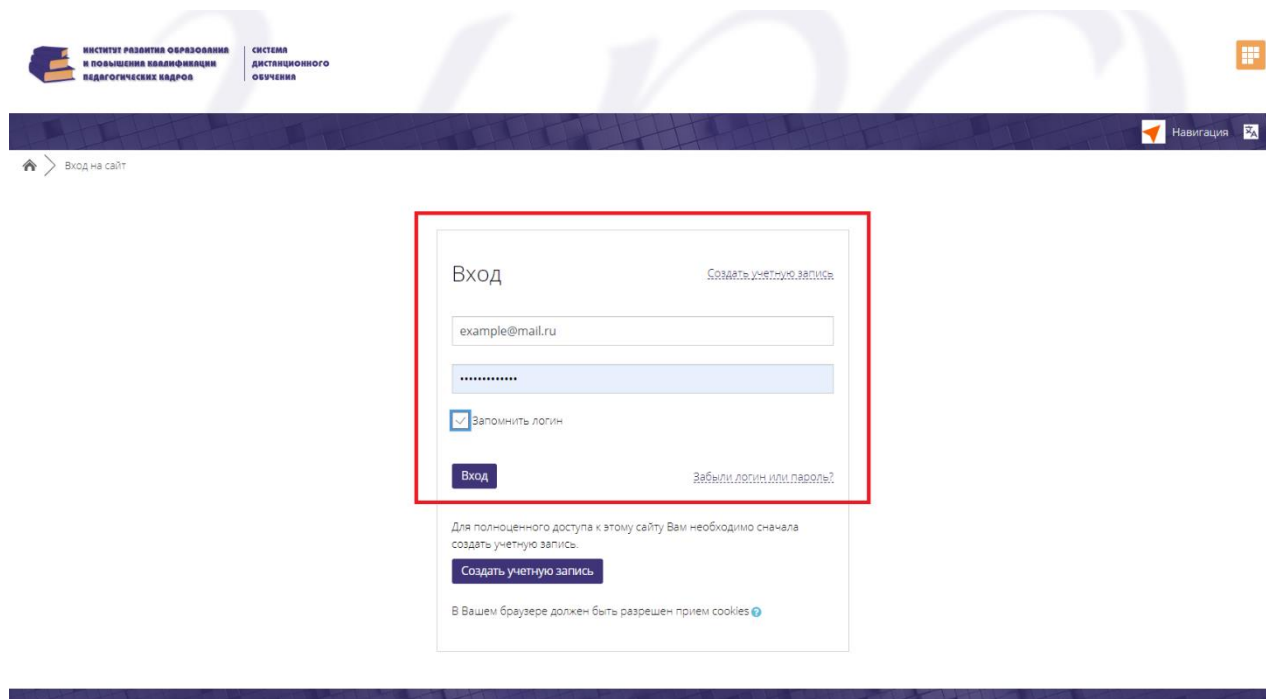 ИНСТИТУТ РАЗВИТИЯ ОБРАЗОВАНИЯ
И ПОВЫШЕНИЯ КВАЛИФИКАЦИИ
ПЕДАГОГИЧЕСКИХ КАДРОВ
СИСТЕМА
ДИСТАНЦИОННОГО
ОБУЧЕНИЯ
Навигация
Вход на сайт
Вход
Создать учетную запись
example@mail.ru
•••••••••••••
Запомнить логин
Вход
Забыли логин или пароль?
Для полноценного доступа к этому сайту Вам необходимо сначала
создать учетную запись.
Создать учетную запись
В Вашем браузере должен быть разрешен прием cookies